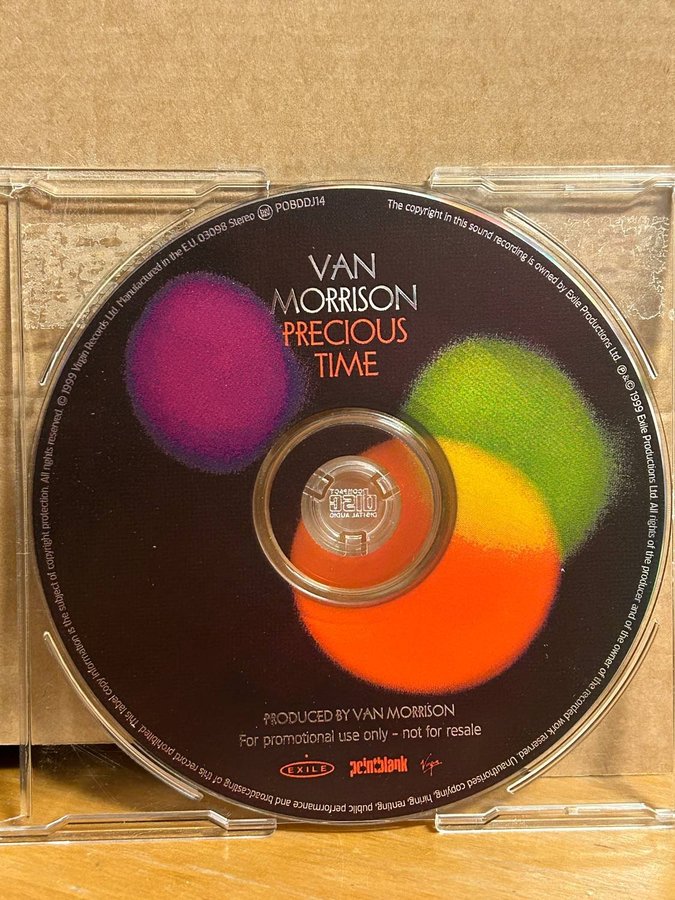 VAN
MORRISON
PRECIOUS
TIME
PRODUCED BY VAN MORRISON
For promotional use only - not for resale
EXILE
pointblank
Virgin
COMPACT
disc
DIGITAL AUDIO
The copyright in this sound recording is owned by Exile Productions Ltd. ℗ & © 1999 Exile Productions Ltd. All rights of the producer and of the owner of the recorded work reserved. Unauthorised copying, hiring, renting, public performance and broadcasting of this record prohibited. This label copy information is the subject of copyright protection. All rights reserved. © 1999 Virgin Records Ltd. Manufactured in the E.U. 03098 Stereo
POBDDJ14